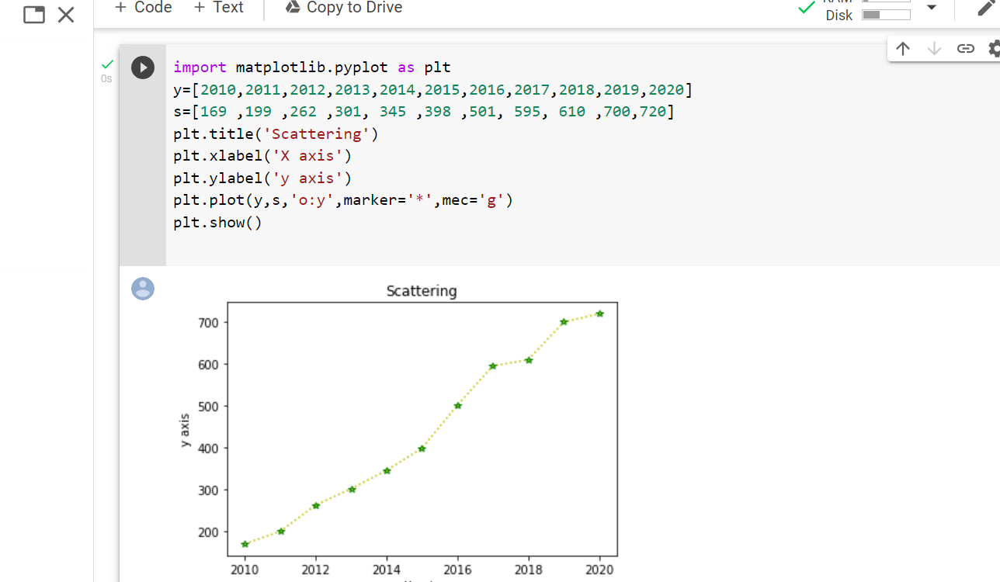 + Code + Text Copy to Drive
Disk
0s
import matplotlib.pyplot as plt
y=[2010,2011,2012,2013,2014,2015,2016,2017,2018,2019,2020]
s=[169 ,199 ,262 ,301, 345 ,398 ,501, 595, 610 ,700,720]
plt.title('Scattering')
plt.xlabel('X axis')
plt.ylabel('y axis')
plt.plot(y,s,'o:y',marker='*',mec='g')
plt.show()
Scattering
700
600
500
y axis
400
300
200
2010 2012 2014 2016 2018 2020